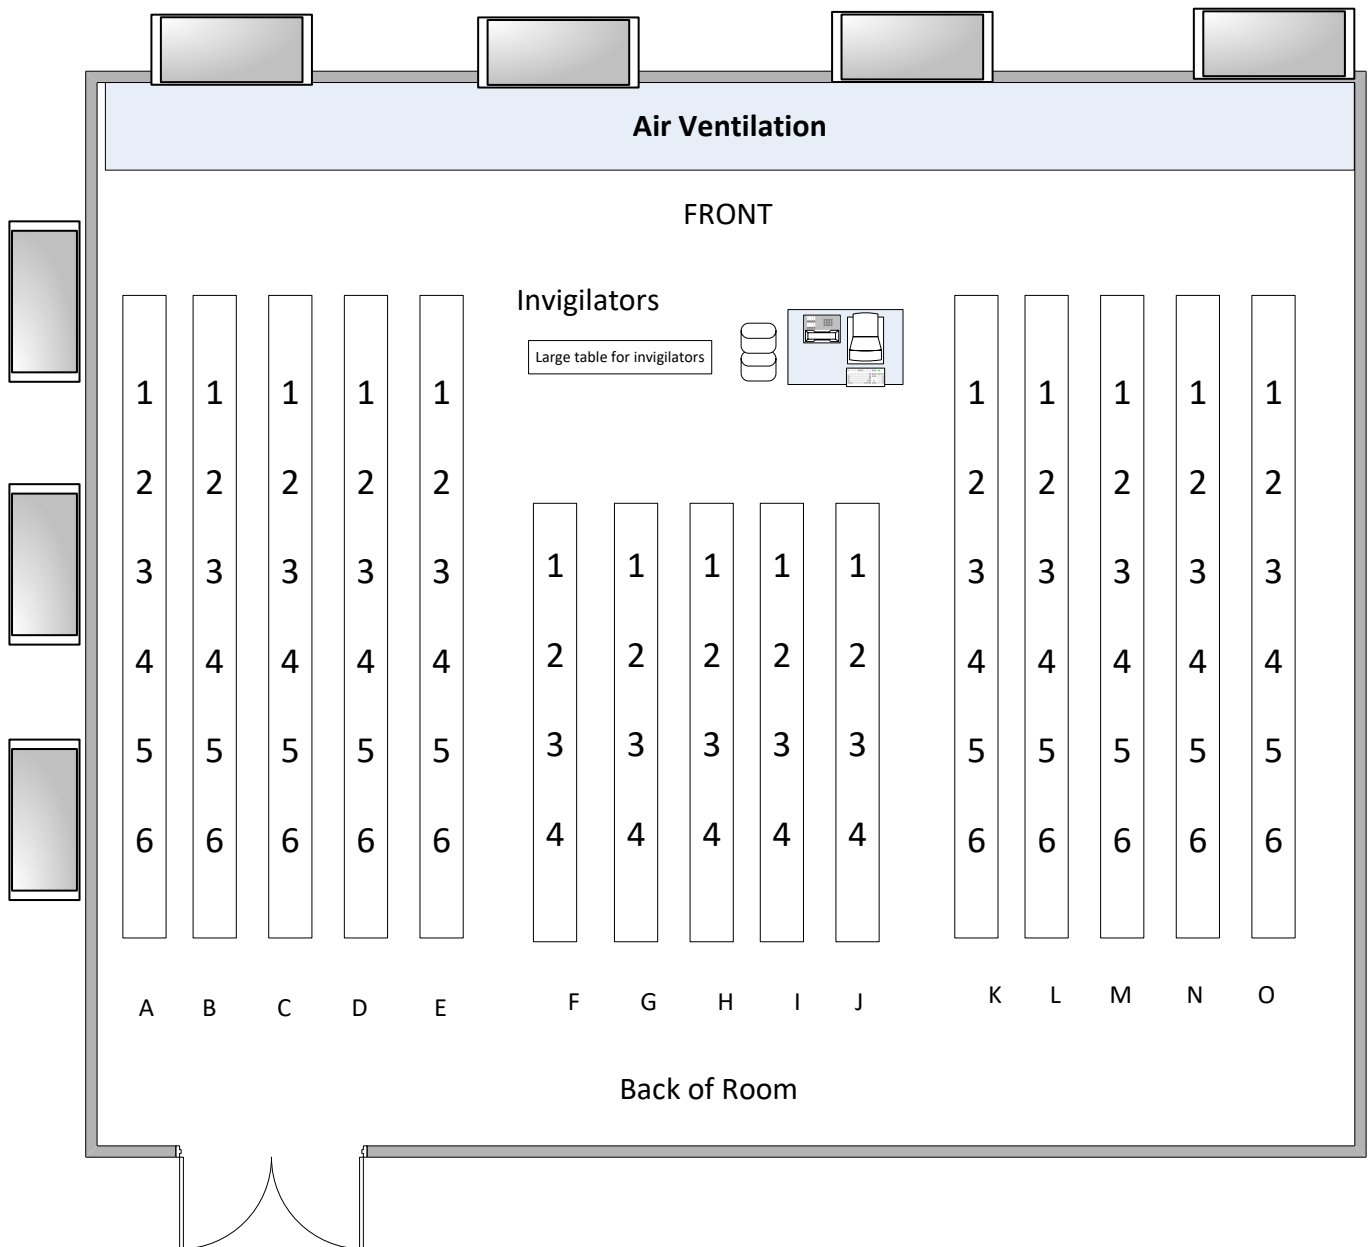 Air Ventilation
FRONT
Invigilators
Large table for invigilators
1 1 1 1 1 1 1 1 1 1
2 2 2 2 2 2 2 2 2 2
3 3 3 3 3 3 3 3 3 3
1 1 1 1 1
4 4 4 4 4 4 4 4 4 4
2 2 2 2 2
5 5 5 5 5 5 5 5 5 5
3 3 3 3 3
6 6 6 6 6 6 6 6 6 6
4 4 4 4 4
A B C D E F G H I J K L M N O
Back of Room